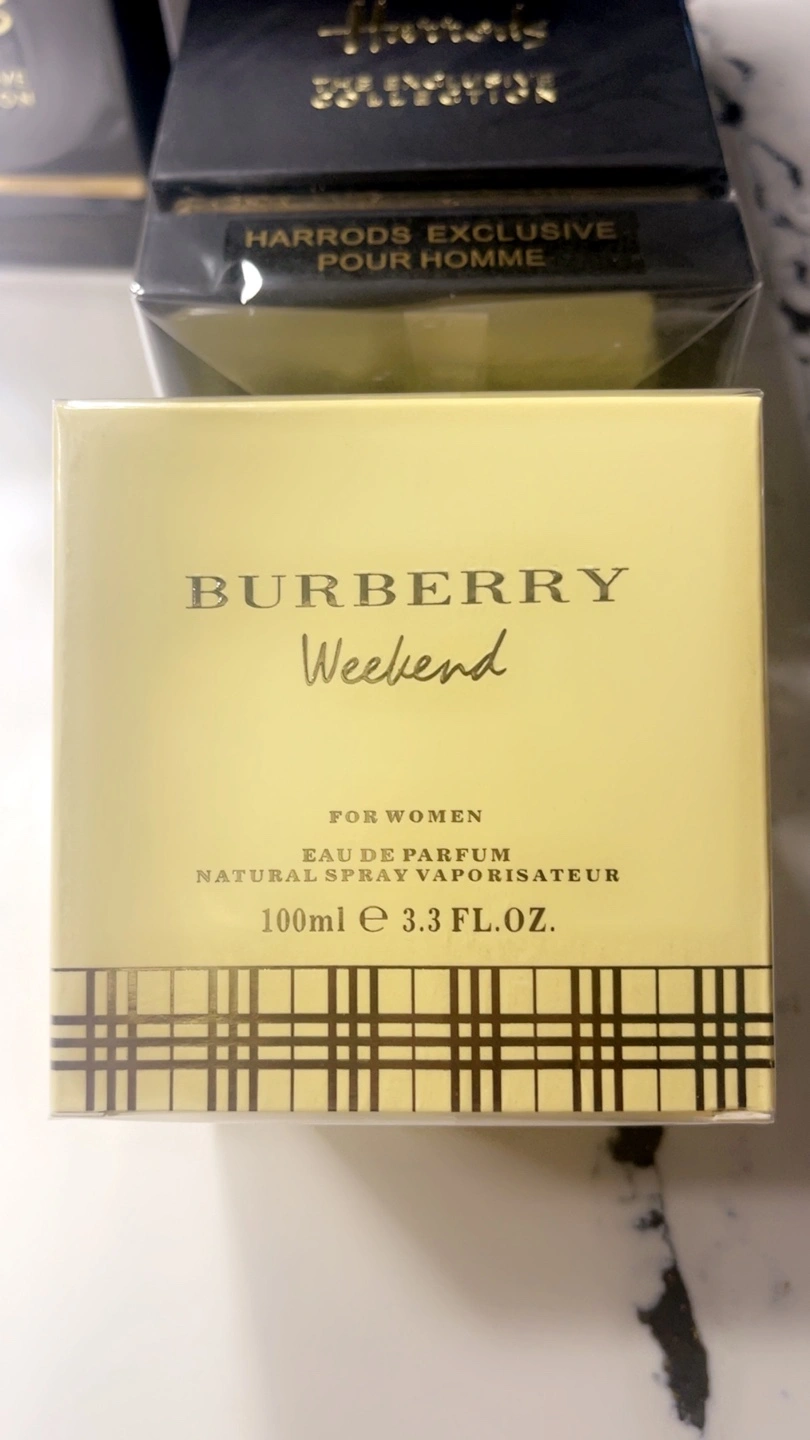 Harrods
THE EXCLUSIVE
COLLECTION
HARRODS EXCLUSIVE
POUR HOMME
BURBERRY
Weekend
FOR WOMEN
EAU DE PARFUM
NATURAL SPRAY VAPORISATEUR
100ml ℮ 3.3 FL.OZ.